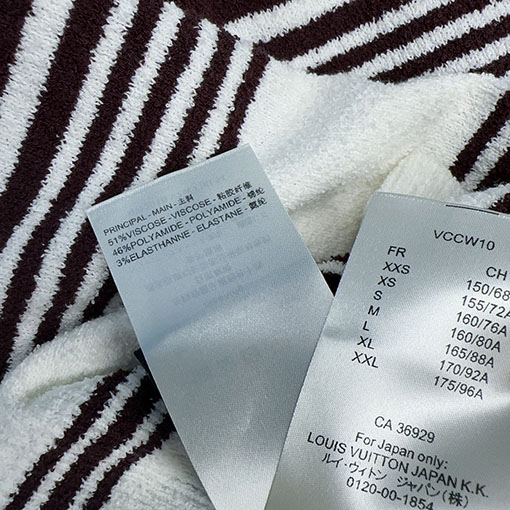 PRINCIPAL - MAIN - 主料
51%VISCOSE - VISCOSE - 粘胶纤维
46%POLYAMIDE - POLYAMIDE - 锦纶
3%ELASTHANNE - ELASTANE - 氨纶
VCCW10
FR CH
XXS 150/68
XS 155/72A
S 160/76A
M 160/80A
L 165/88A
XL 170/92A
XXL 175/96A
CA 36929
For Japan only:
LOUIS VUITTON JAPAN K.K.
ルイ・ヴィトン ジャパン(株)
0120-00-1854